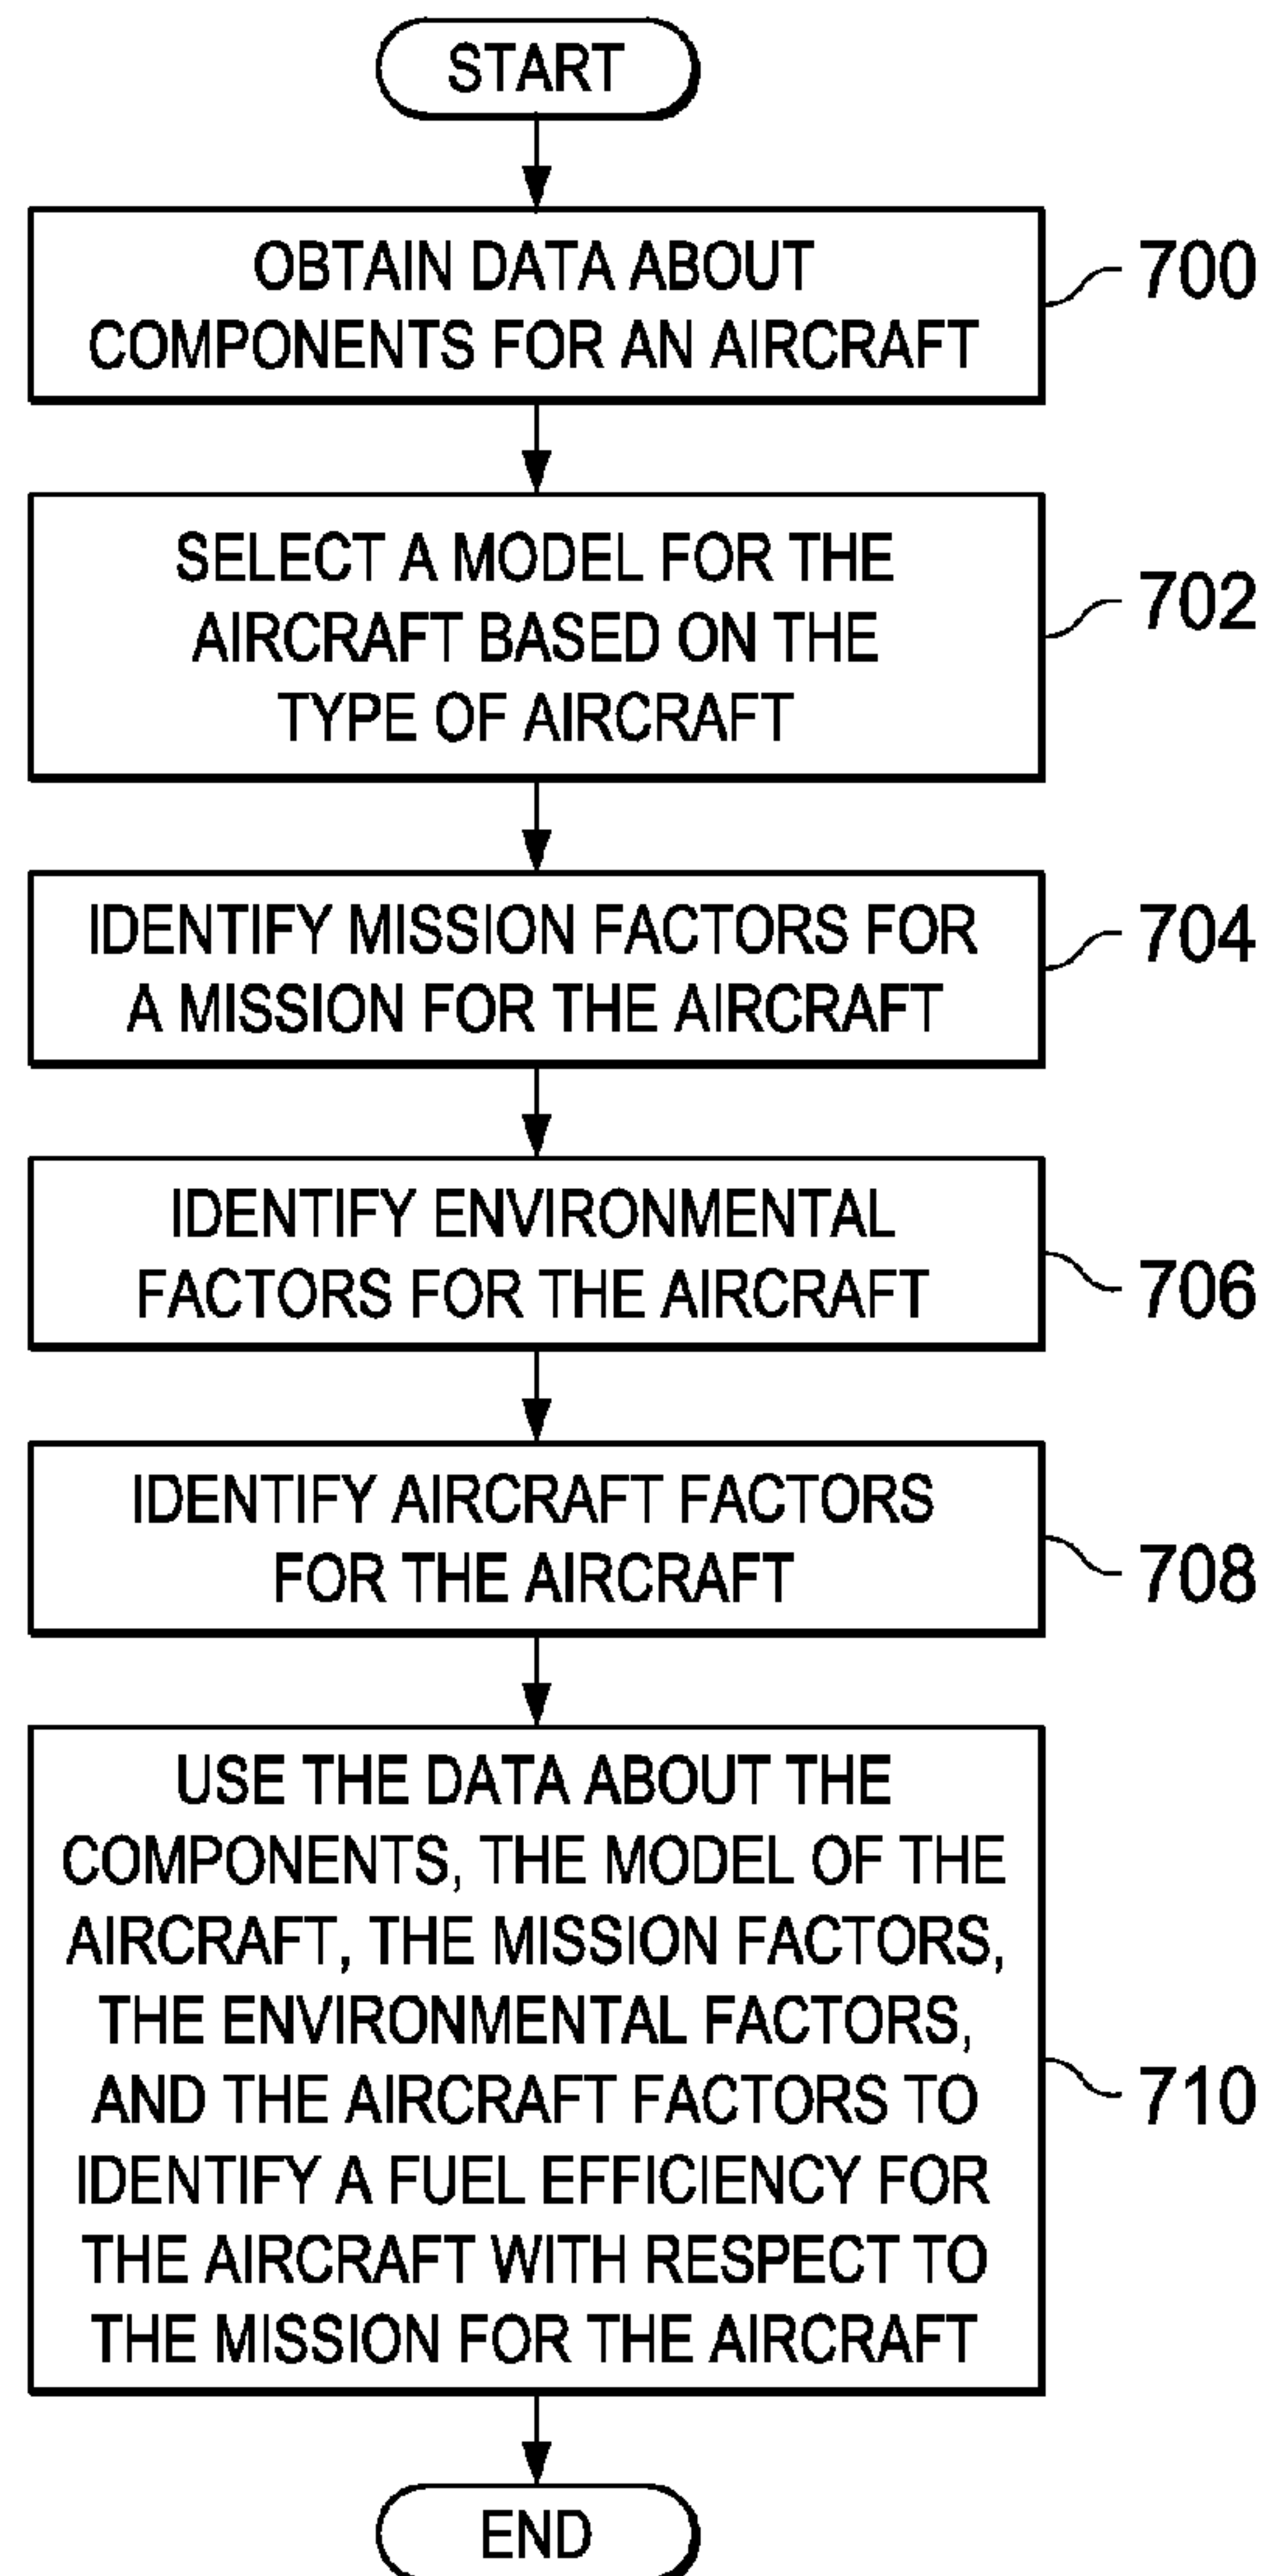 START
OBTAIN DATA ABOUT
COMPONENTS FOR AN AIRCRAFT
700
SELECT A MODEL FOR THE
AIRCRAFT BASED ON THE
TYPE OF AIRCRAFT
702
IDENTIFY MISSION FACTORS FOR
A MISSION FOR THE AIRCRAFT
704
IDENTIFY ENVIRONMENTAL
FACTORS FOR THE AIRCRAFT
706
IDENTIFY AIRCRAFT FACTORS
FOR THE AIRCRAFT
708
USE THE DATA ABOUT THE
COMPONENTS, THE MODEL OF THE
AIRCRAFT, THE MISSION FACTORS,
THE ENVIRONMENTAL FACTORS,
AND THE AIRCRAFT FACTORS TO
IDENTIFY A FUEL EFFICIENCY FOR
THE AIRCRAFT WITH RESPECT TO
THE MISSION FOR THE AIRCRAFT
710
END